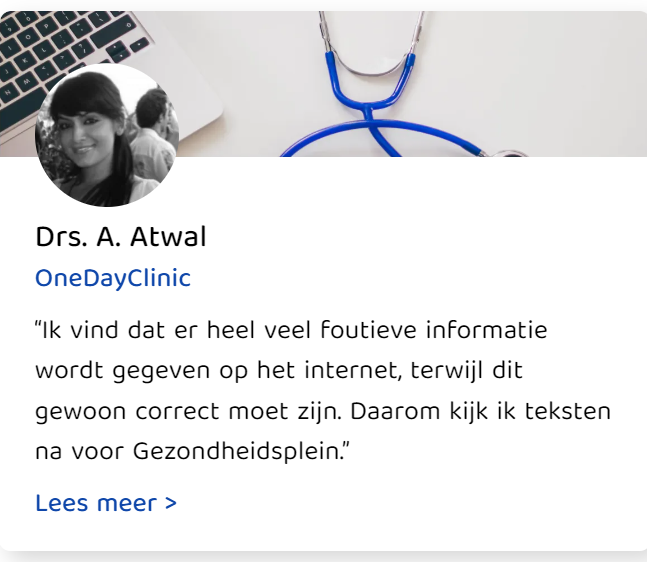 Drs. A. Atwal
OneDayClinic
“Ik vind dat er heel veel foutieve informatie
wordt gegeven op het internet, terwijl dit
gewoon correct moet zijn. Daarom kijk ik teksten
na voor Gezondheidsplein.”
Lees meer >